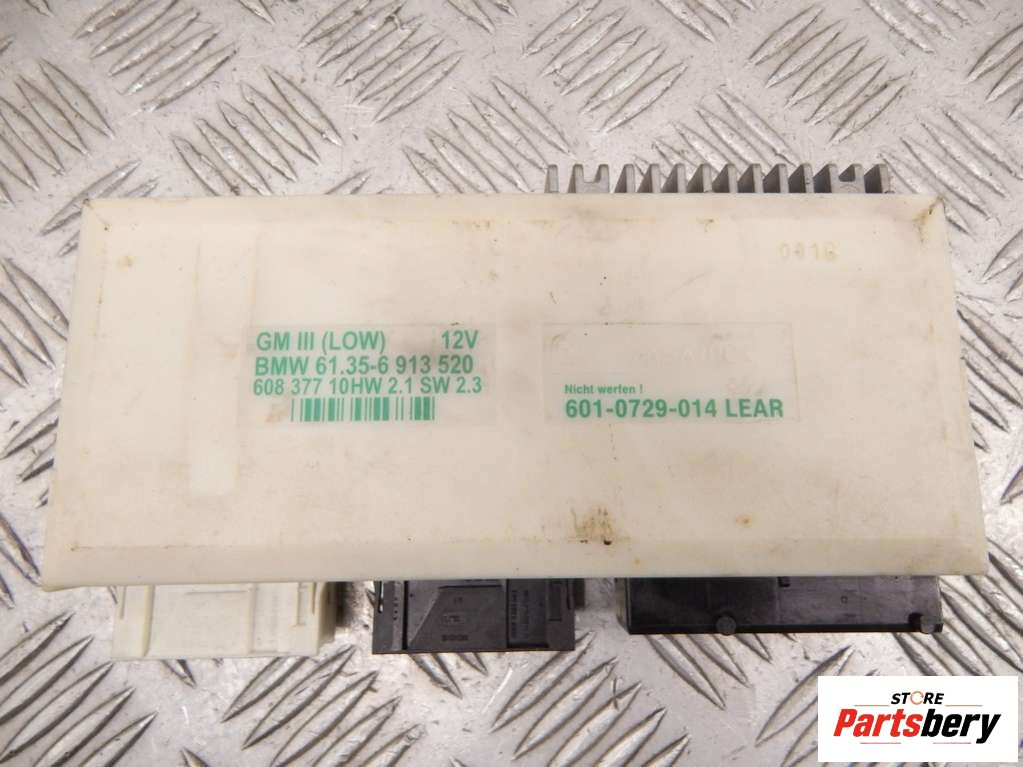 GM III (LOW) 12V
BMW 61.35-6 913 520
608 377 10HW 2.1 SW 2.3
Nicht werfen !
601-0729-014 LEAR
STORE
Partsbery